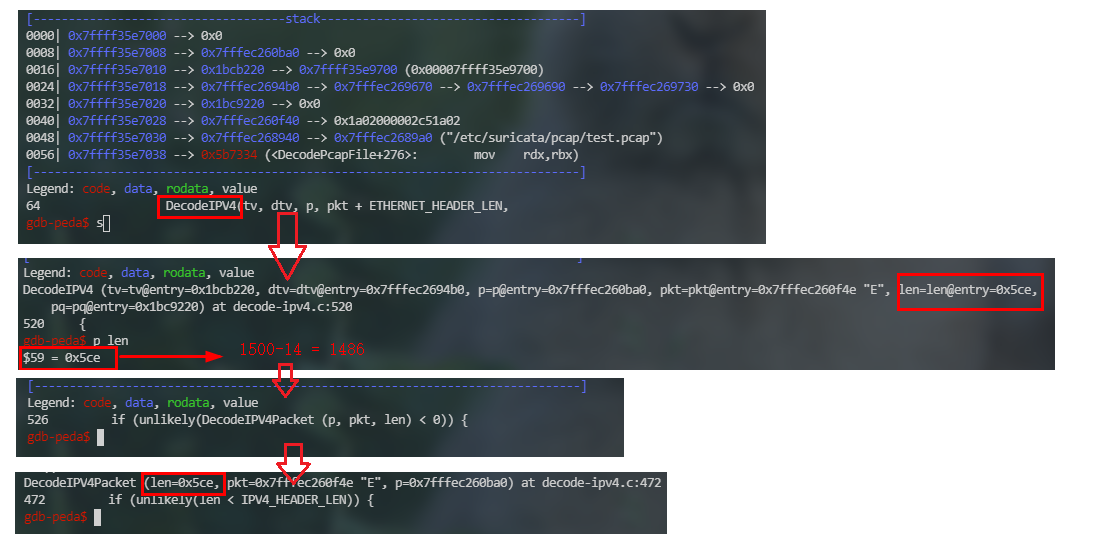 [----------------------------------stack-------------------------------------]
0000| 0x7ffff35e7000 --> 0x0
0008| 0x7ffff35e7008 --> 0x7fffec260ba0 --> 0x0
0016| 0x7ffff35e7010 --> 0x1bcb220 --> 0x7ffff35e9700 (0x00007ffff35e9700)
0024| 0x7ffff35e7018 --> 0x7fffec2694b0 --> 0x7fffec269670 --> 0x7fffec269690 --> 0x7fffec269730 --> 0x0
0032| 0x7ffff35e7020 --> 0x1bc9220 --> 0x0
0040| 0x7ffff35e7028 --> 0x7fffec260f40 --> 0x1a02000002c51a02
0048| 0x7ffff35e7030 --> 0x7fffec268940 --> 0x7fffec2689a0 ("/etc/suricata/pcap/test.pcap")
0056| 0x7ffff35e7038 --> 0x5b7334 (<DecodePcapFile+276>: mov rdx,rbx)
[------------------------------------------------------------------------------]
Legend: code, data, rodata, value
64 DecodeIPV4(tv, dtv, p, pkt + ETHERNET_HEADER_LEN,
gdb-peda$ s
Legend: code, data, rodata, value
DecodeIPV4 (tv=tv@entry=0x1bcb220, dtv=dtv@entry=0x7fffec2694b0, p=p@entry=0x7fffec260ba0, pkt=pkt@entry=0x7fffec260f4e "E", len=len@entry=0x5ce,
pq=pq@entry=0x1bc9220) at decode-ipv4.c:520
520 {
gdb-peda$ p len
$59 = 0x5ce
1500-14 = 1486
[------------------------------------------------------------------------------]
Legend: code, data, rodata, value
526 if (unlikely(DecodeIPV4Packet (p, pkt, len) < 0)) {
gdb-peda$
DecodeIPV4Packet (len=0x5ce, pkt=0x7fffec260f4e "E", p=0x7fffec260ba0) at decode-ipv4.c:472
472 if (unlikely(len < IPV4_HEADER_LEN)) {
gdb-peda$